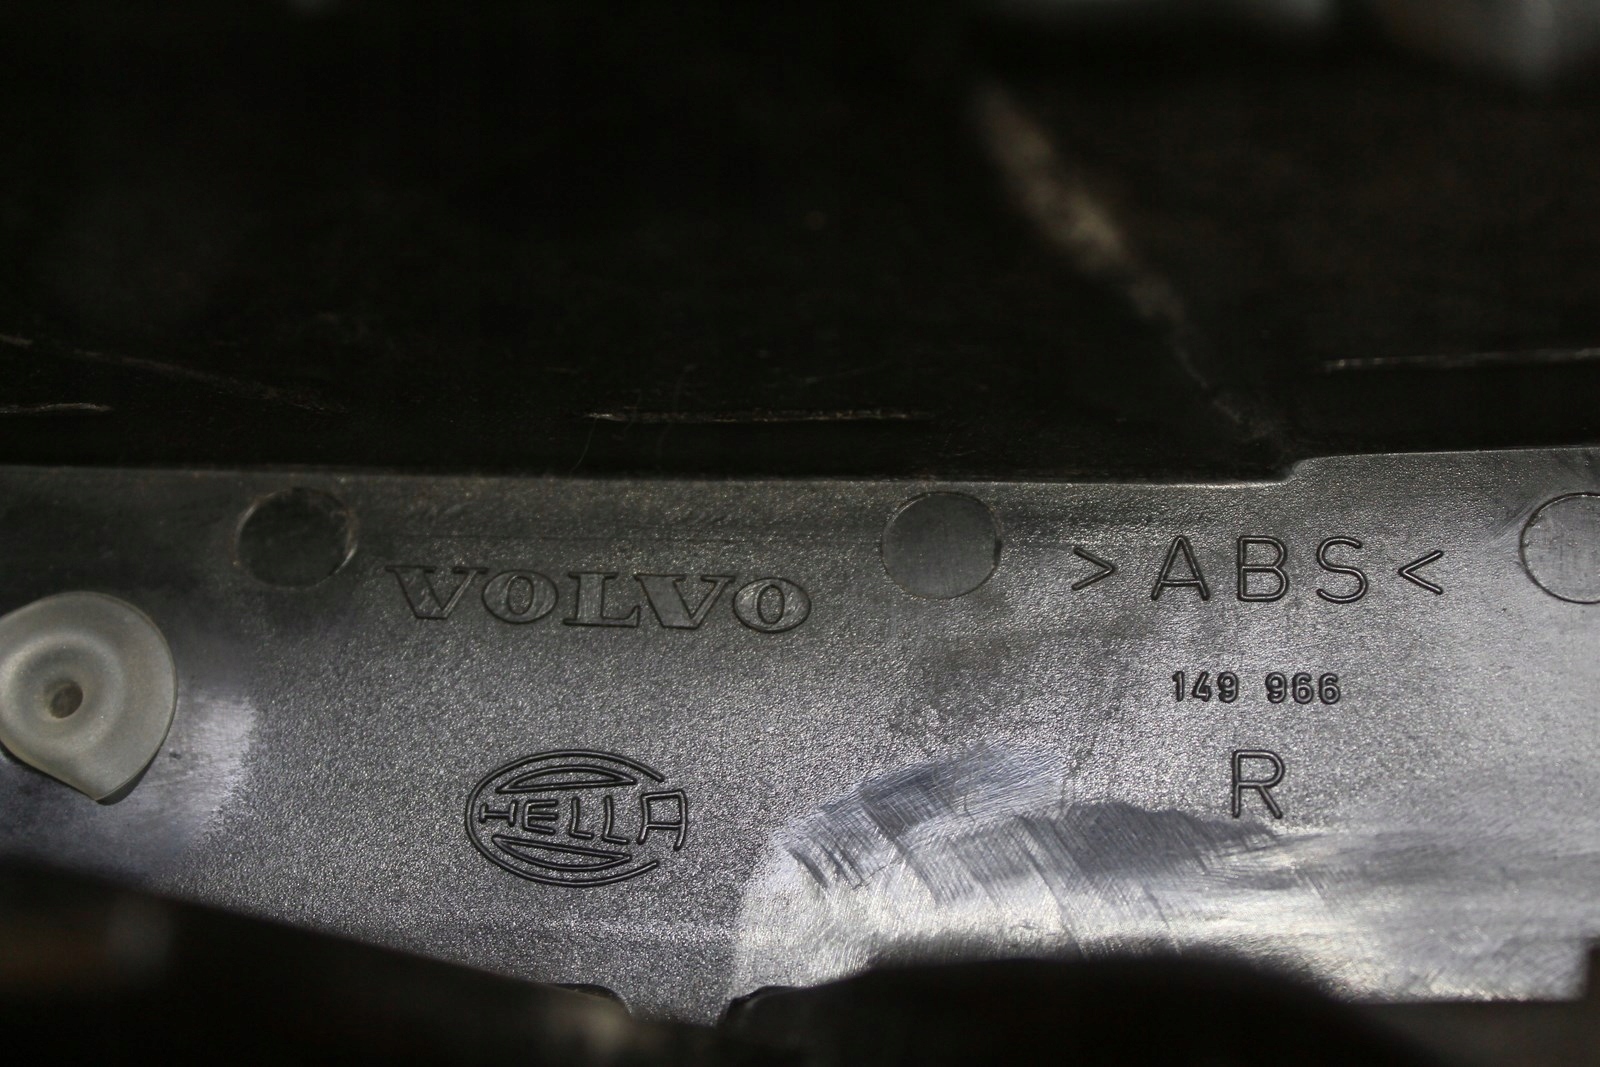 VOLVO
>ABS<
149 966
R
HELLA